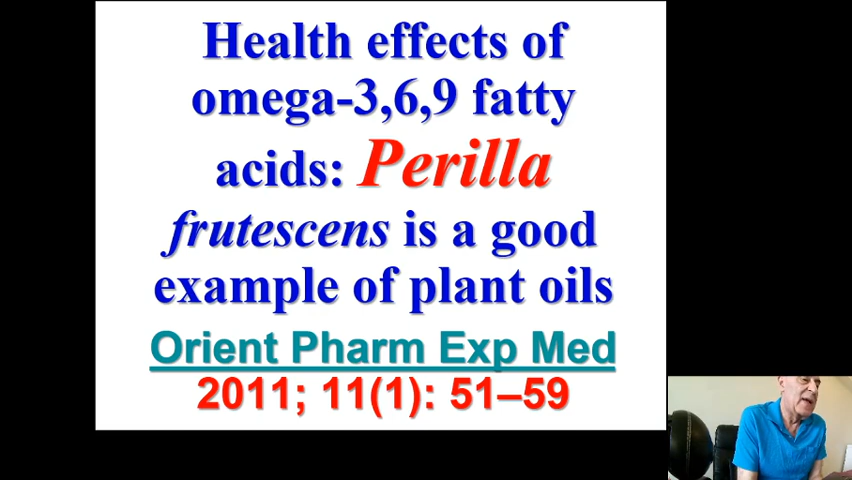 Health effects of
omega-3,6,9 fatty
acids: Perilla
frutescens is a good
example of plant oils
Orient Pharm Exp Med
2011; 11(1): 51–59